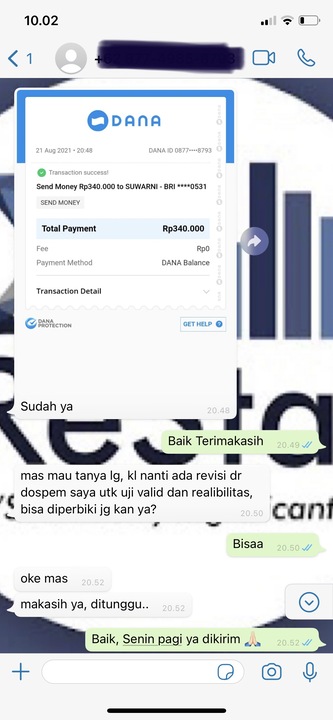 10.02
1
DANA
21 Aug 2021 • 20:48
DANA ID 0877••••8793
Transaction success!
Send Money Rp340.000 to SUWARNI - BRI ****0531
SEND MONEY
Total Payment Rp340.000
Fee Rp0
Payment Method DANA Balance
Transaction Detail
DANA PROTECTION
GET HELP
Sudah ya
20.48
Baik Terimakasih
20.49
mas mau tanya lg, kl nanti ada revisi dr
dospem saya utk uji valid dan realibilitas,
bisa diperbiki jg kan ya?
20.50
Bisaa
20.50
oke mas
20.52
makasih ya, ditunggu..
20.52
Baik, Senin pagi ya dikirim 🙏🏻
20.52